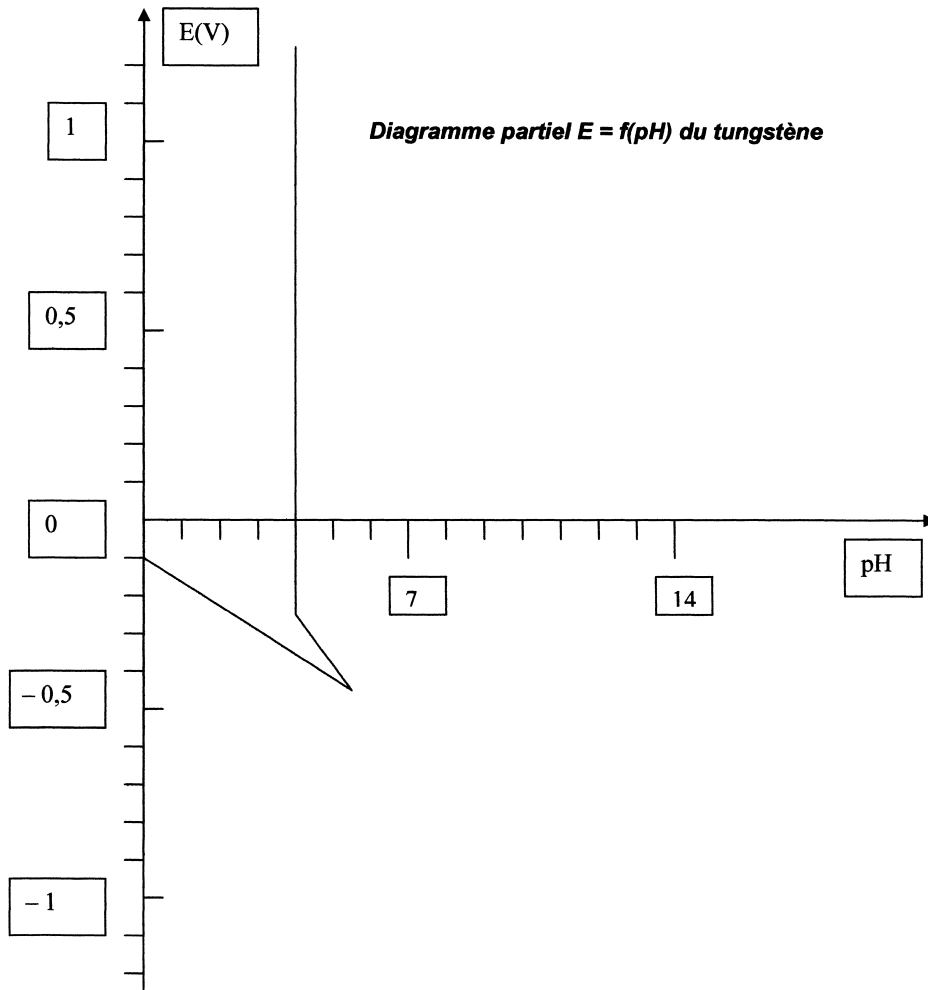 E(V)
1
Diagramme partiel E = f(pH) du tungstène
0,5
0
pH
7
14
– 0,5
– 1